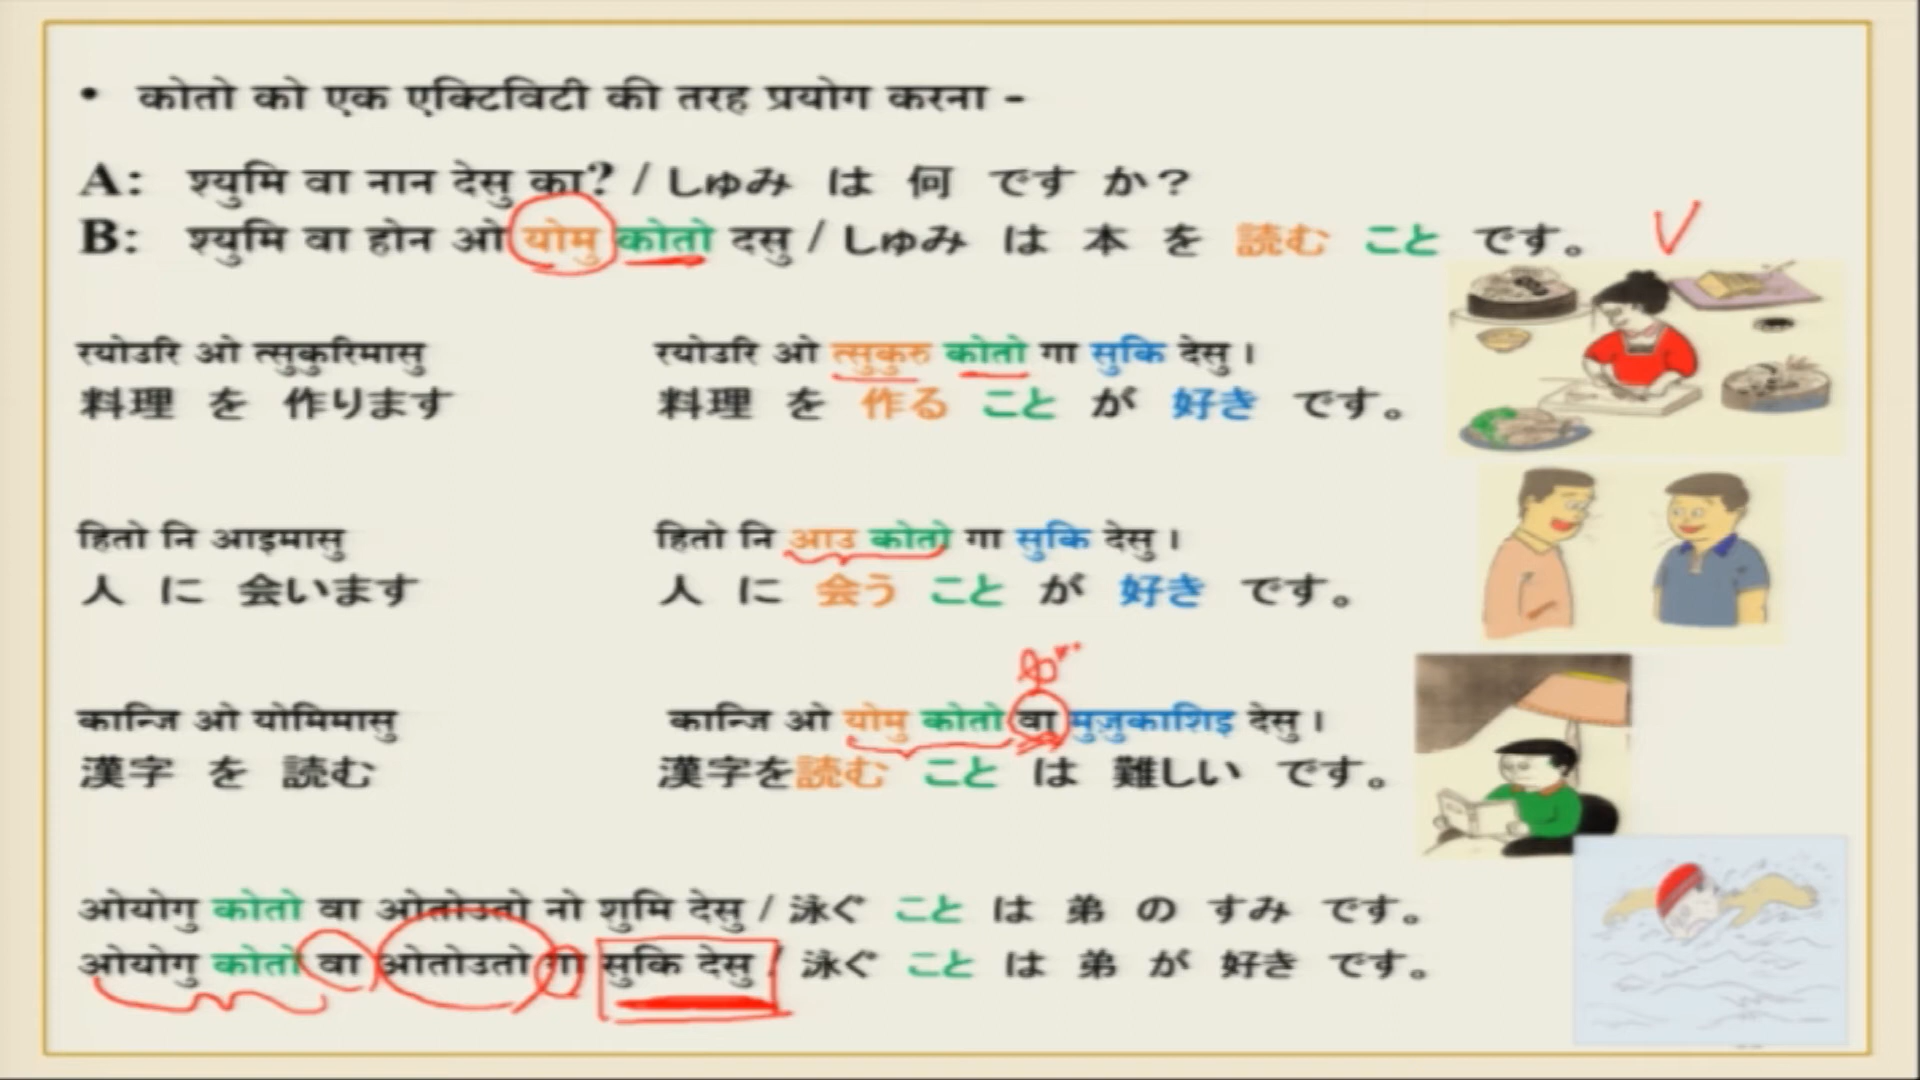 • कोतो को एक एक्टिविटी की तरह प्रयोग करना -
A: श्युमि वा नान देसु का? / しゅみ は 何 です か？
B: श्युमि वा होन ओ योमु कोतो दसु / しゅみ は 本 を 読む こと です。
रयोउरि ओ त्सुकुरिमासु
रयोउरि ओ त्सुकुरु कोतो गा सुकि देसु ।
料理 を 作ります
料理 を 作る こと が 好き です。
हितो नि आइमासु
हितो नि आउ कोतो गा सुकि देसु ।
人 に 会います
人 に 会う こと が 好き です。
कान्जि ओ योमिमासु
कान्जि ओ योमु कोतो वा मुज़ुकाशिइ देसु ।
漢字 を 読む
漢字を読む こと は 難しい です。
ओयोगु कोतो वा ओतोउतो नो शुमि देसु / 泳ぐ こと は 弟 の すみ です。
ओयोगु कोतो वा ओतोउतो गा सुकि देसु / 泳ぐ こと は 弟 が 好き です。